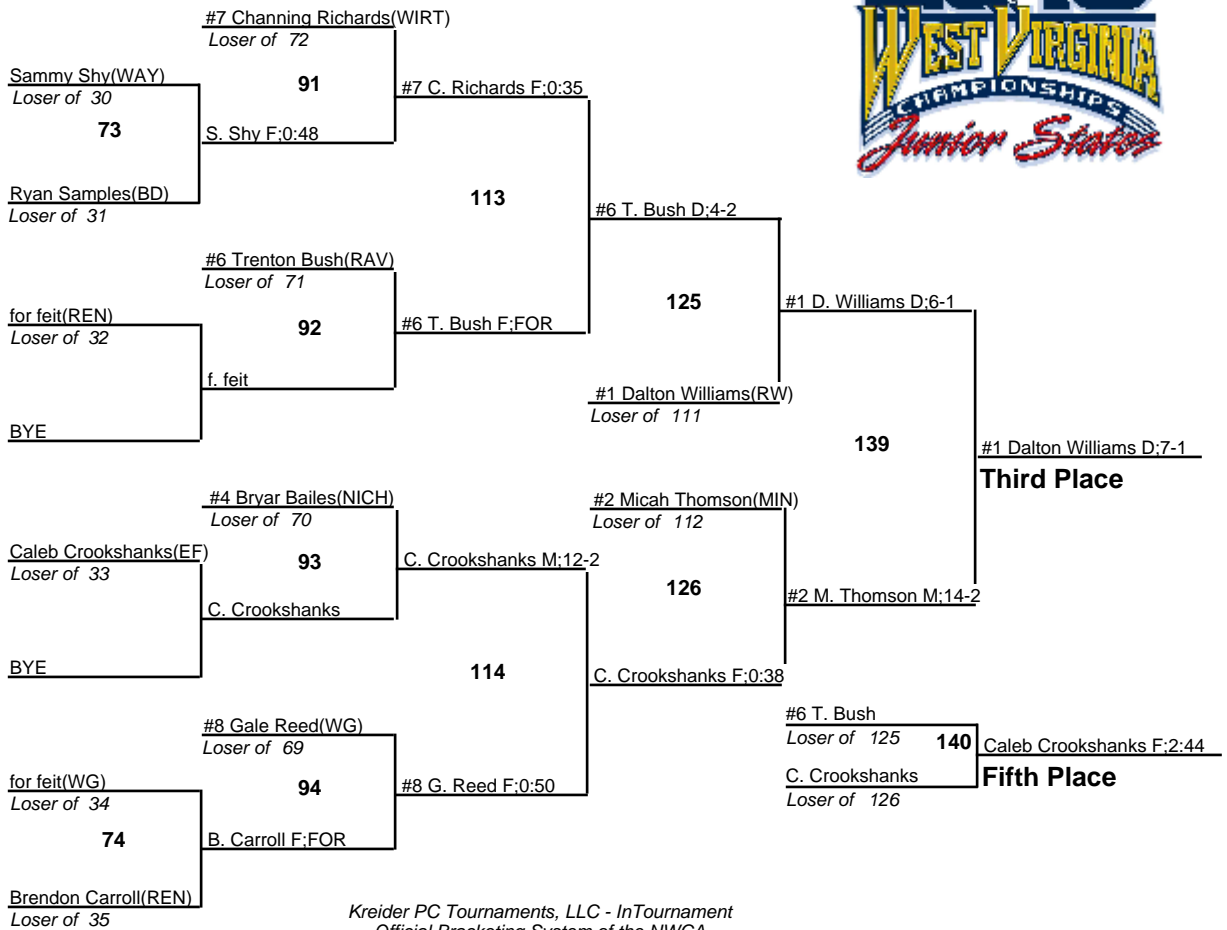 #7 Channing Richards(WIRT)
Loser of 72
Sammy Shy(WAY)
Loser of 30
91
#7 C. Richards F;0:35
73
S. Shy F;0:48
Ryan Samples(BD)
Loser of 31
113
#6 T. Bush D;4-2
#6 Trenton Bush(RAV)
Loser of 71
for feit(REN)
Loser of 32
92
#6 T. Bush F;FOR
125
#1 D. Williams D;6-1
f. feit
#1 Dalton Williams(RW)
Loser of 111
BYE
139
#1 Dalton Williams D;7-1
Third Place
#4 Bryar Bailes(NICH)
Loser of 70
#2 Micah Thomson(MIN)
Loser of 112
Caleb Crookshanks(EF)
Loser of 33
93
C. Crookshanks M;12-2
126
#2 M. Thomson M;14-2
C. Crookshanks
BYE
114
C. Crookshanks F;0:38
#8 Gale Reed(WG)
Loser of 69
#6 T. Bush
Loser of 125
140
Caleb Crookshanks F;2:44
Fifth Place
C. Crookshanks
Loser of 126
for feit(WG)
Loser of 34
94
#8 G. Reed F;0:50
74
B. Carroll F;FOR
Brendon Carroll(REN)
Loser of 35
Kreider PC Tournaments, LLC - InTournament
Official Bracketing System of the NWCA
WEST VIRGINIA
CHAMPIONSHIPS
Junior States